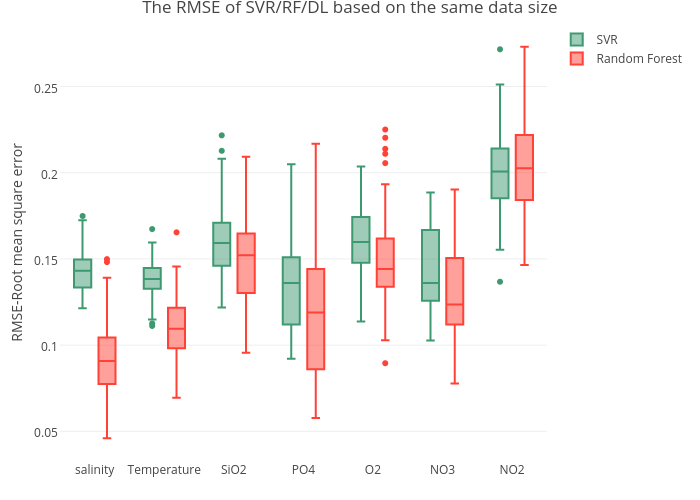 The RMSE of SVR/RF/DL based on the same data size
SVR
Random Forest
RMSE-Root mean square error
0.25
0.2
0.15
0.1
0.05
salinity Temperature SiO2 PO4 O2 NO3 NO2